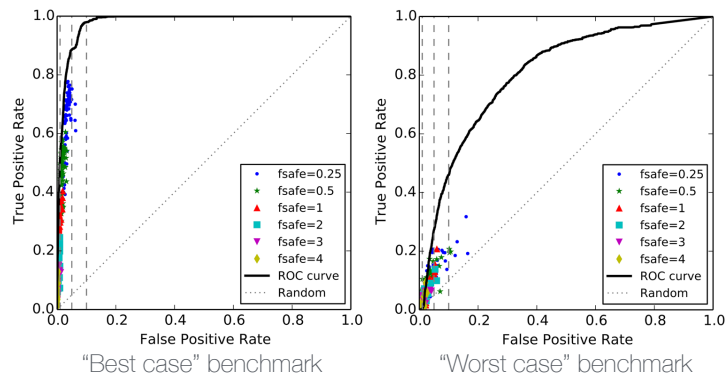 1.0
0.8
0.6
0.4
0.2
0.0
True Positive Rate
fsafe=0.25
fsafe=0.5
fsafe=1
fsafe=2
fsafe=3
fsafe=4
ROC curve
Random
0.0 0.2 0.4 0.6 0.8 1.0
False Positive Rate
“Best case” benchmark
1.0
0.8
0.6
0.4
0.2
0.0
True Positive Rate
fsafe=0.25
fsafe=0.5
fsafe=1
fsafe=2
fsafe=3
fsafe=4
ROC curve
Random
0.0 0.2 0.4 0.6 0.8 1.0
False Positive Rate
“Worst case” benchmark